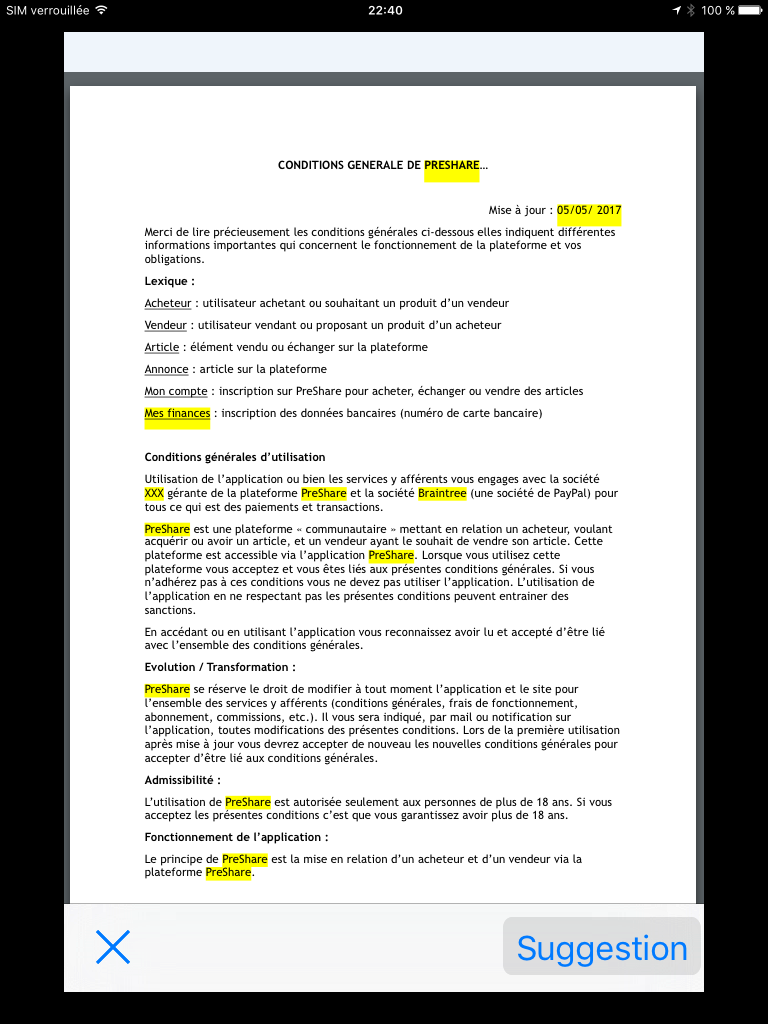 SIM verrouillée 22:40 100 %
CONDITIONS GENERALE DE PRESHARE…
Mise à jour : 05/05/ 2017
Merci de lire précieusement les conditions générales ci-dessous elles indiquent différentes
informations importantes qui concernent le fonctionnement de la plateforme et vos
obligations.
Lexique :
Acheteur : utilisateur achetant ou souhaitant un produit d’un vendeur
Vendeur : utilisateur vendant ou proposant un produit d’un acheteur
Article : élément vendu ou échanger sur la plateforme
Annonce : article sur la plateforme
Mon compte : inscription sur PreShare pour acheter, échanger ou vendre des articles
Mes finances : inscription des données bancaires (numéro de carte bancaire)
Conditions générales d’utilisation
Utilisation de l’application ou bien les services y afférents vous engages avec la société
XXX gérante de la plateforme PreShare et la société Braintree (une société de PayPal) pour
tous ce qui est des paiements et transactions.
PreShare est une plateforme « communautaire » mettant en relation un acheteur, voulant
acquérir ou avoir un article, et un vendeur ayant le souhait de vendre son article. Cette
plateforme est accessible via l’application PreShare. Lorsque vous utilisez cette
plateforme vous acceptez et vous êtes liés aux présentes conditions générales. Si vous
n’adhérez pas à ces conditions vous ne devez pas utiliser l’application. L’utilisation de
l’application en ne respectant pas les présentes conditions peuvent entrainer des
sanctions.
En accédant ou en utilisant l’application vous reconnaissez avoir lu et accepté d’être lié
avec l’ensemble des conditions générales.
Evolution / Transformation :
PreShare se réserve le droit de modifier à tout moment l’application et le site pour
l’ensemble des services y afférents (conditions générales, frais de fonctionnement,
abonnement, commissions, etc.). Il vous sera indiqué, par mail ou notification sur
l’application, toutes modifications des présentes conditions. Lors de la première utilisation
après mise à jour vous devrez accepter de nouveau les nouvelles conditions générales pour
accepter d’être lié aux conditions générales.
Admissibilité :
L’utilisation de PreShare est autorisée seulement aux personnes de plus de 18 ans. Si vous
acceptez les présentes conditions c’est que vous garantissez avoir plus de 18 ans.
Fonctionnement de l’application :
Le principe de PreShare est la mise en relation d’un acheteur et d’un vendeur via la
plateforme PreShare.
Suggestion